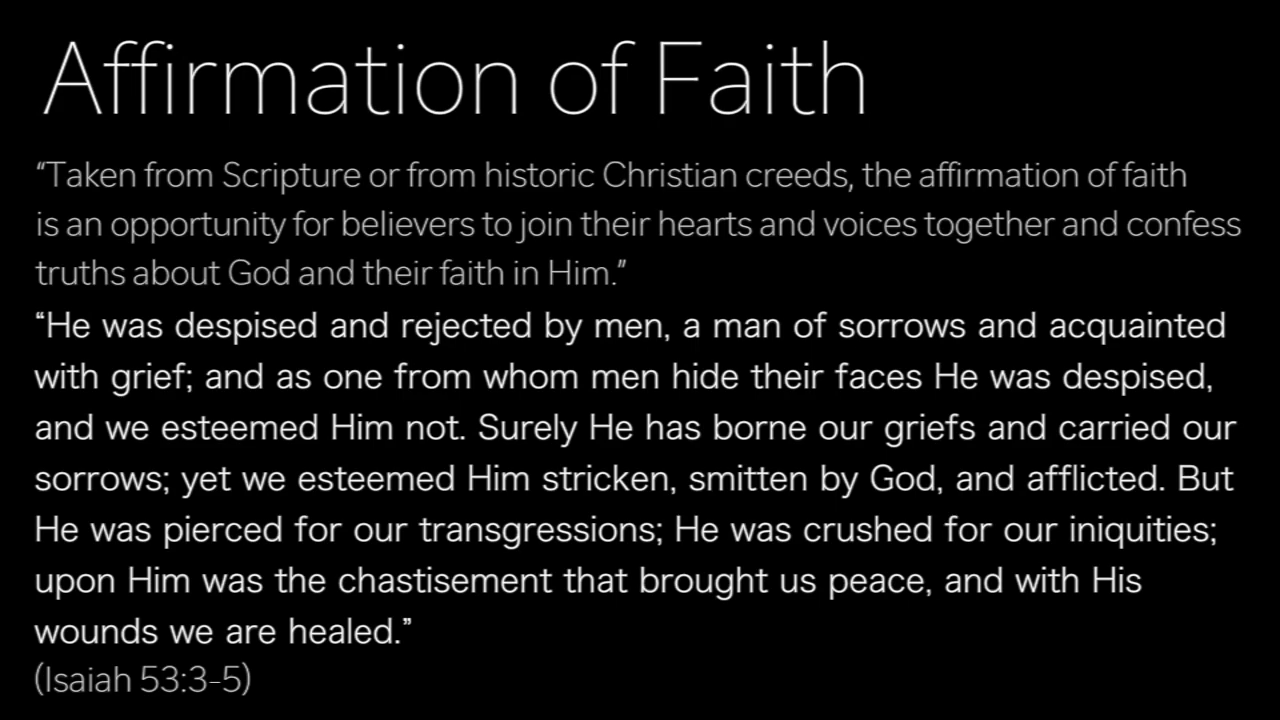 Affirmation of Faith
“Taken from Scripture or from historic Christian creeds, the affirmation of faith
is an opportunity for believers to join their hearts and voices together and confess
truths about God and their faith in Him.”
“He was despised and rejected by men, a man of sorrows and acquainted
with grief; and as one from whom men hide their faces He was despised,
and we esteemed Him not. Surely He has borne our griefs and carried our
sorrows; yet we esteemed Him stricken, smitten by God, and afflicted. But
He was pierced for our transgressions; He was crushed for our iniquities;
upon Him was the chastisement that brought us peace, and with His
wounds we are healed.”
(Isaiah 53:3-5)